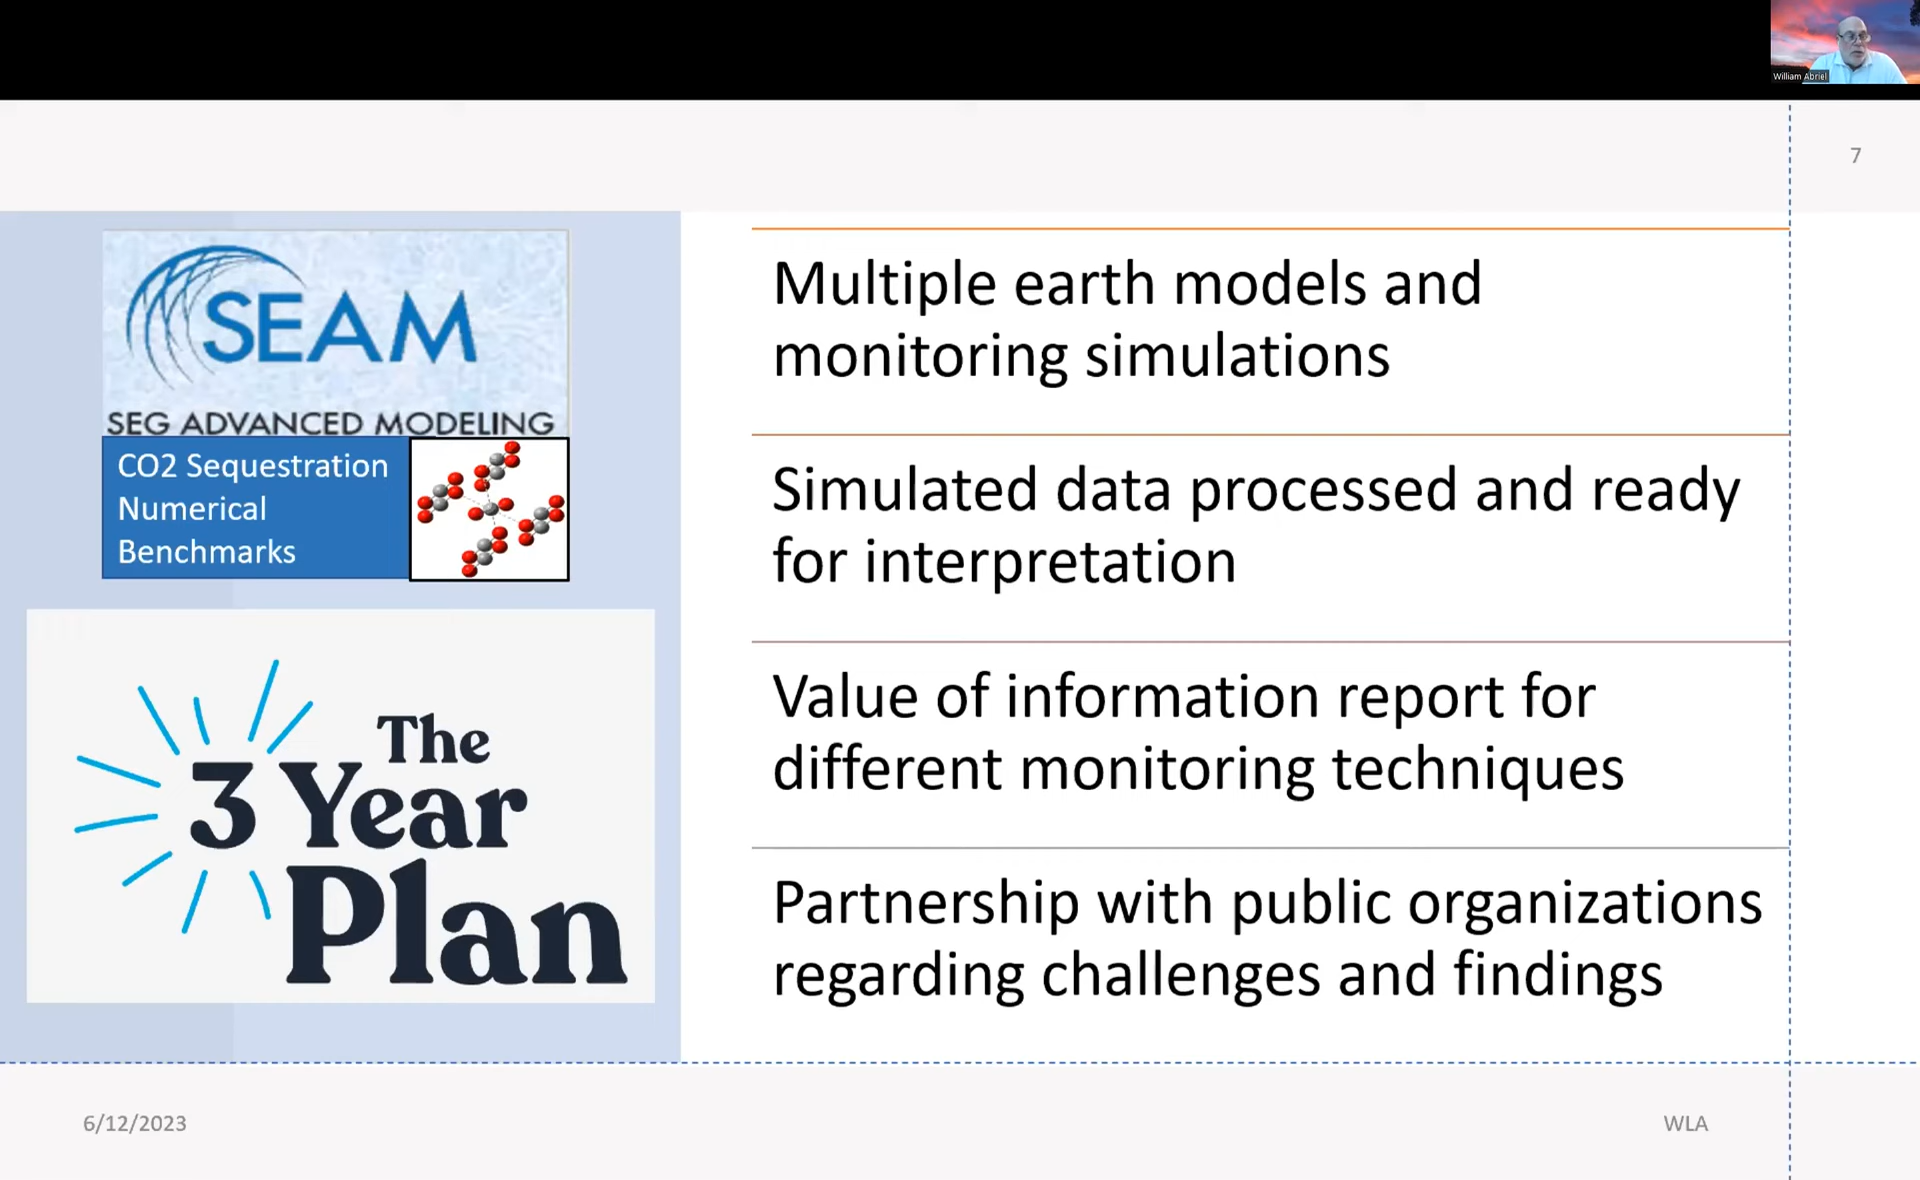 William Abriel
7
SEAM
SEG ADVANCED MODELING
CO2 Sequestration
Numerical
Benchmarks
The
3 Year
Plan
Multiple earth models and
monitoring simulations
Simulated data processed and ready
for interpretation
Value of information report for
different monitoring techniques
Partnership with public organizations
regarding challenges and findings
6/12/2023
WLA